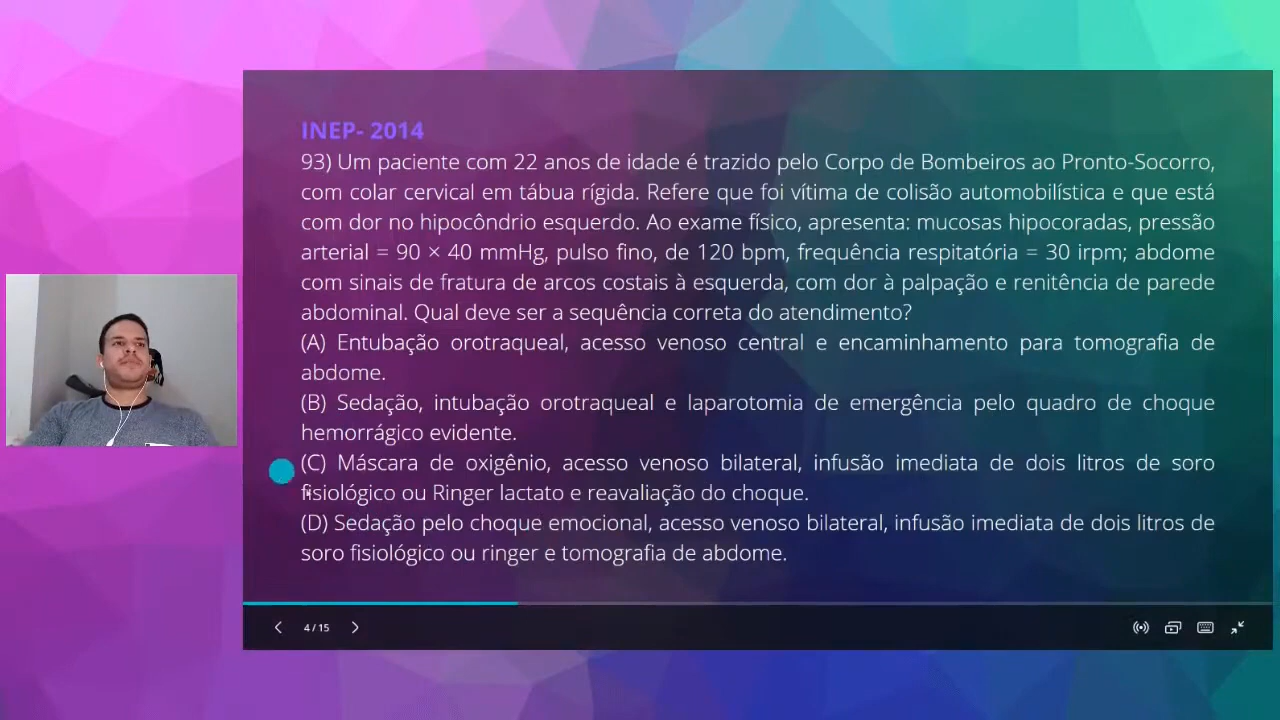 INEP- 2014
93) Um paciente com 22 anos de idade é trazido pelo Corpo de Bombeiros ao Pronto-Socorro,
com colar cervical em tábua rígida. Refere que foi vítima de colisão automobilística e que está
com dor no hipocôndrio esquerdo. Ao exame físico, apresenta: mucosas hipocoradas, pressão
arterial = 90 × 40 mmHg, pulso fino, de 120 bpm, frequência respitatória = 30 irpm; abdome
com sinais de fratura de arcos costais à esquerda, com dor à palpação e renitência de parede
abdominal. Qual deve ser a sequência correta do atendimento?
(A) Entubação orotraqueal, acesso venoso central e encaminhamento para tomografia de
abdome.
(B) Sedação, intubação orotraqueal e laparotomia de emergência pelo quadro de choque
hemorrágico evidente.
(C) Máscara de oxigênio, acesso venoso bilateral, infusão imediata de dois litros de soro
fisiológico ou Ringer lactato e reavaliação do choque.
(D) Sedação pelo choque emocional, acesso venoso bilateral, infusão imediata de dois litros de
soro fisiológico ou ringer e tomografia de abdome.
4/15